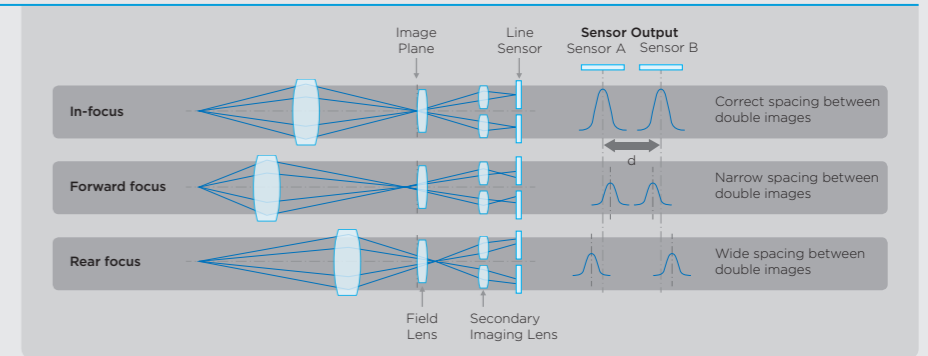 Image
Plane
Line
Sensor
Sensor Output
Sensor A
Sensor B
In-focus
Correct spacing between
double images
d
Forward focus
Narrow spacing between
double images
Rear focus
Wide spacing between
double images
Field
Lens
Secondary
Imaging Lens